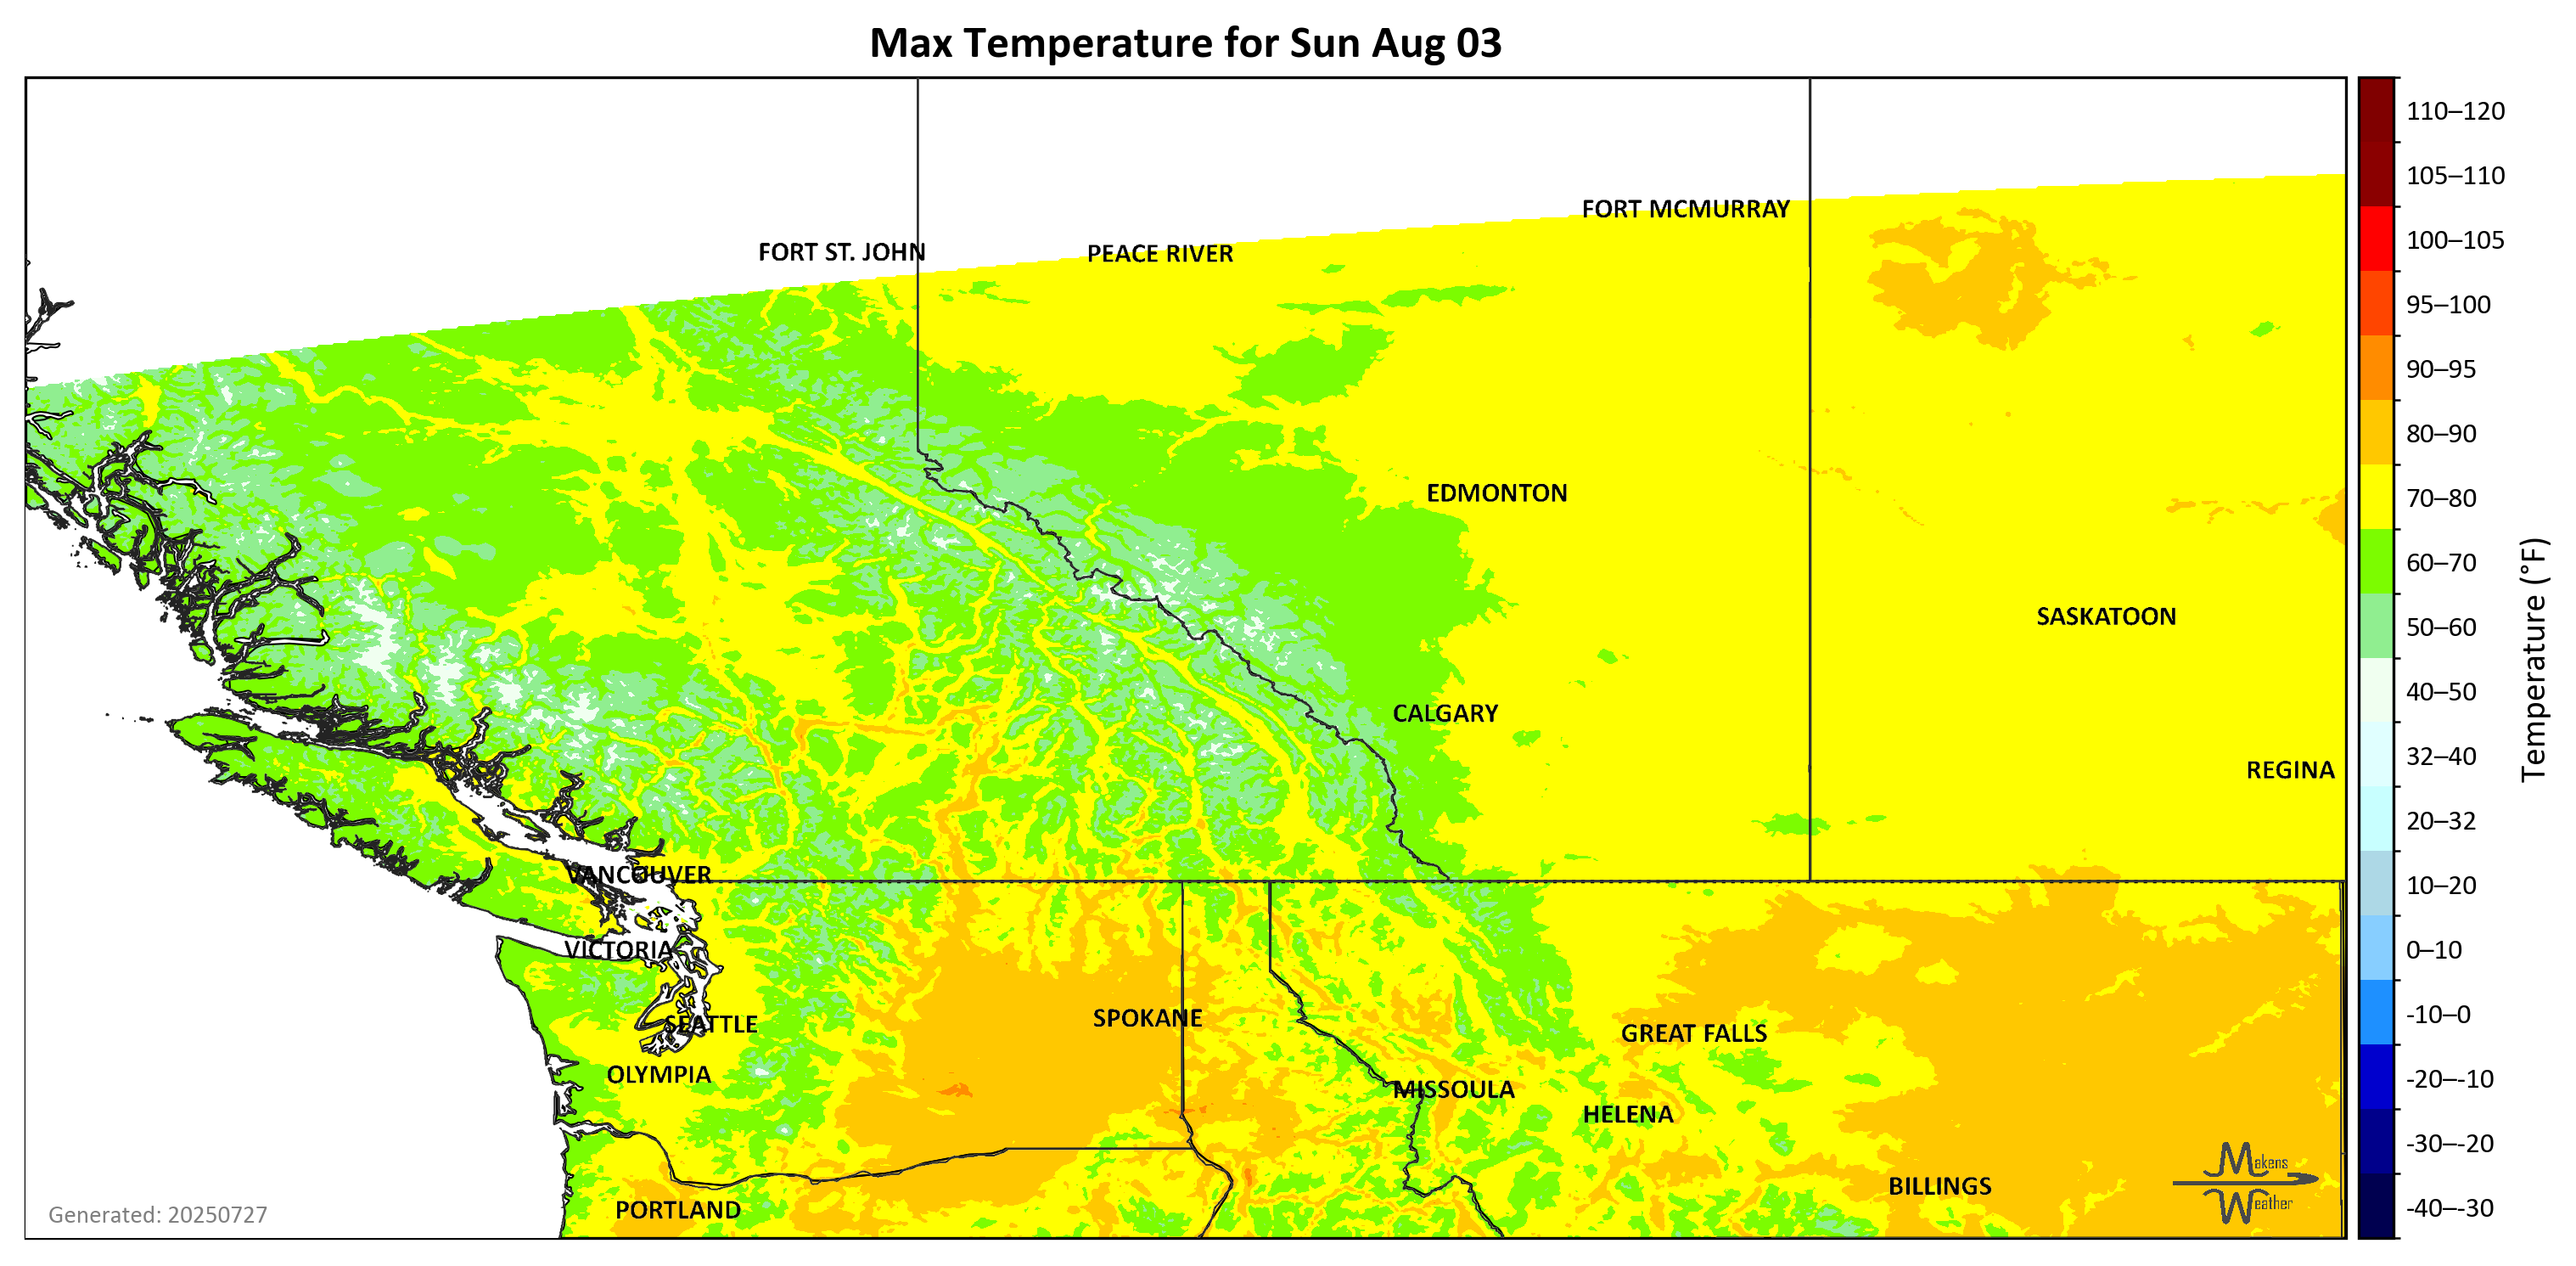 Max Temperature for Sun Aug 03
FORT MCMURRAY
FORT ST. JOHN
PEACE RIVER
EDMONTON
SASKATOON
CALGARY
REGINA
VANCOUVER
VICTORIA
SEATTLE
SPOKANE
GREAT FALLS
OLYMPIA
MISSOULA
HELENA
BILLINGS
PORTLAND
Makens
Weather
Generated: 20250727
110–120
105–110
100–105
95–100
90–95
80–90
70–80
60–70
50–60
40–50
32–40
20–32
10–20
0–10
-10–0
-20–-10
-30–-20
-40–-30
Temperature (°F)